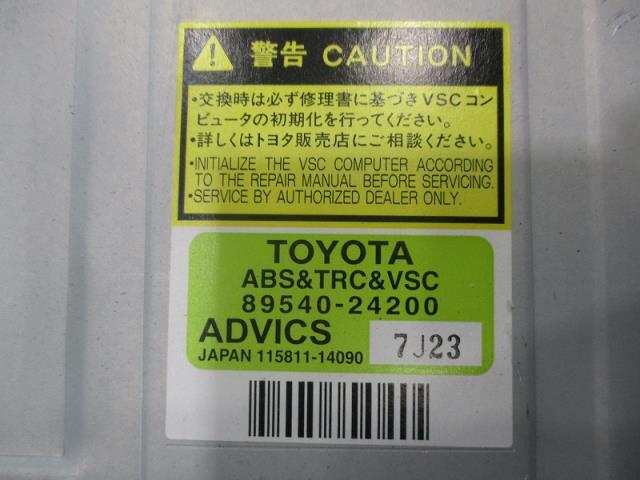 警告 CAUTION
・交換時は必ず修理書に基づきVSCコン
ピュータの初期化を行ってください。
・詳しくはトヨタ販売店にご相談ください。
・INITIALIZE THE VSC COMPUTER ACCORDING
TO THE REPAIR MANUAL BEFORE SERVICING.
・SERVICE BY AUTHORIZED DEALER ONLY.
TOYOTA
ABS&TRC&VSC
89540-24200
ADVICS 7J23
JAPAN 115811-14090